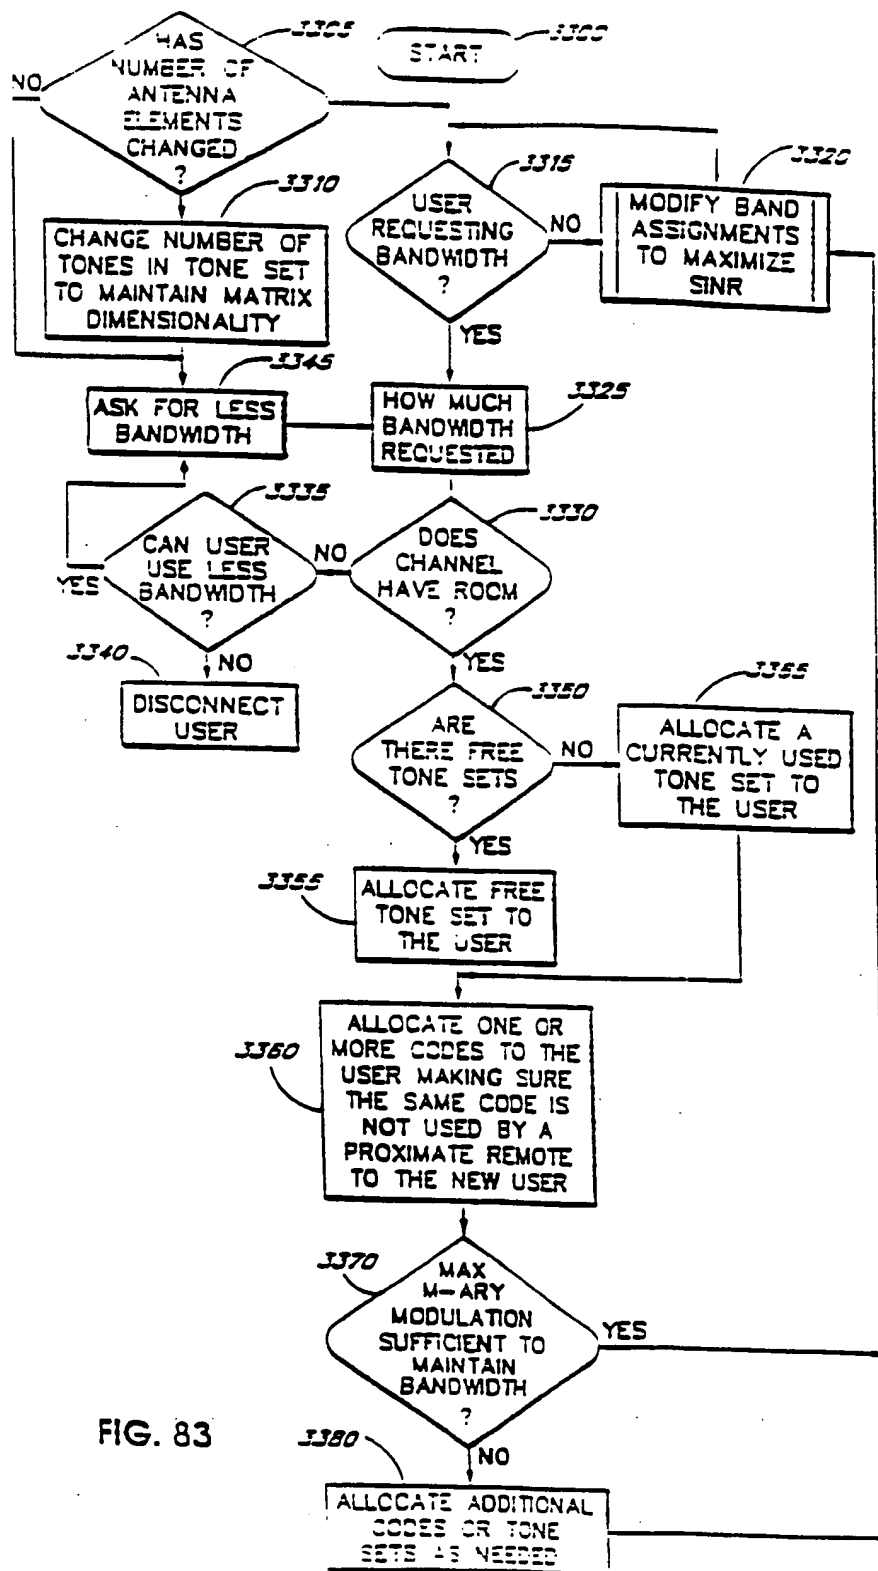 3305
HAS
NUMBER OF
ANTENNA
ELEMENTS
CHANGED
?
NO
START
3300
3310
CHANGE NUMBER OF
TONES IN TONE SET
TO MAINTAIN MATRIX
DIMENSIONALITY
3315
USER
REQUESTING
BANDWIDTH
?
NO
YES
3320
MODIFY BAND
ASSIGNMENTS
TO MAXIMIZE
SINR
3345
ASK FOR LESS
BANDWIDTH
HOW MUCH
BANDWIDTH
REQUESTED
3325
3335
CAN USER
USE LESS
BANDWIDTH
?
YES
NO
3330
DOES
CHANNEL
HAVE ROOM
?
YES
3340
NO
DISCONNECT
USER
3350
ARE
THERE FREE
TONE SETS
?
NO
YES
3365
ALLOCATE A
CURRENTLY USED
TONE SET TO
THE USER
3355
ALLOCATE FREE
TONE SET TO
THE USER
3360
ALLOCATE ONE OR
MORE CODES TO THE
USER MAKING SURE
THE SAME CODE IS
NOT USED BY A
PROXIMATE REMOTE
TO THE NEW USER
3370
MAX
M-ARY
MODULATION
SUFFICIENT TO
MAINTAIN
BANDWIDTH
?
YES
NO
FIG. 83
3380
ALLOCATE ADDITIONAL
CODES OR TONE
SETS AS NEEDED